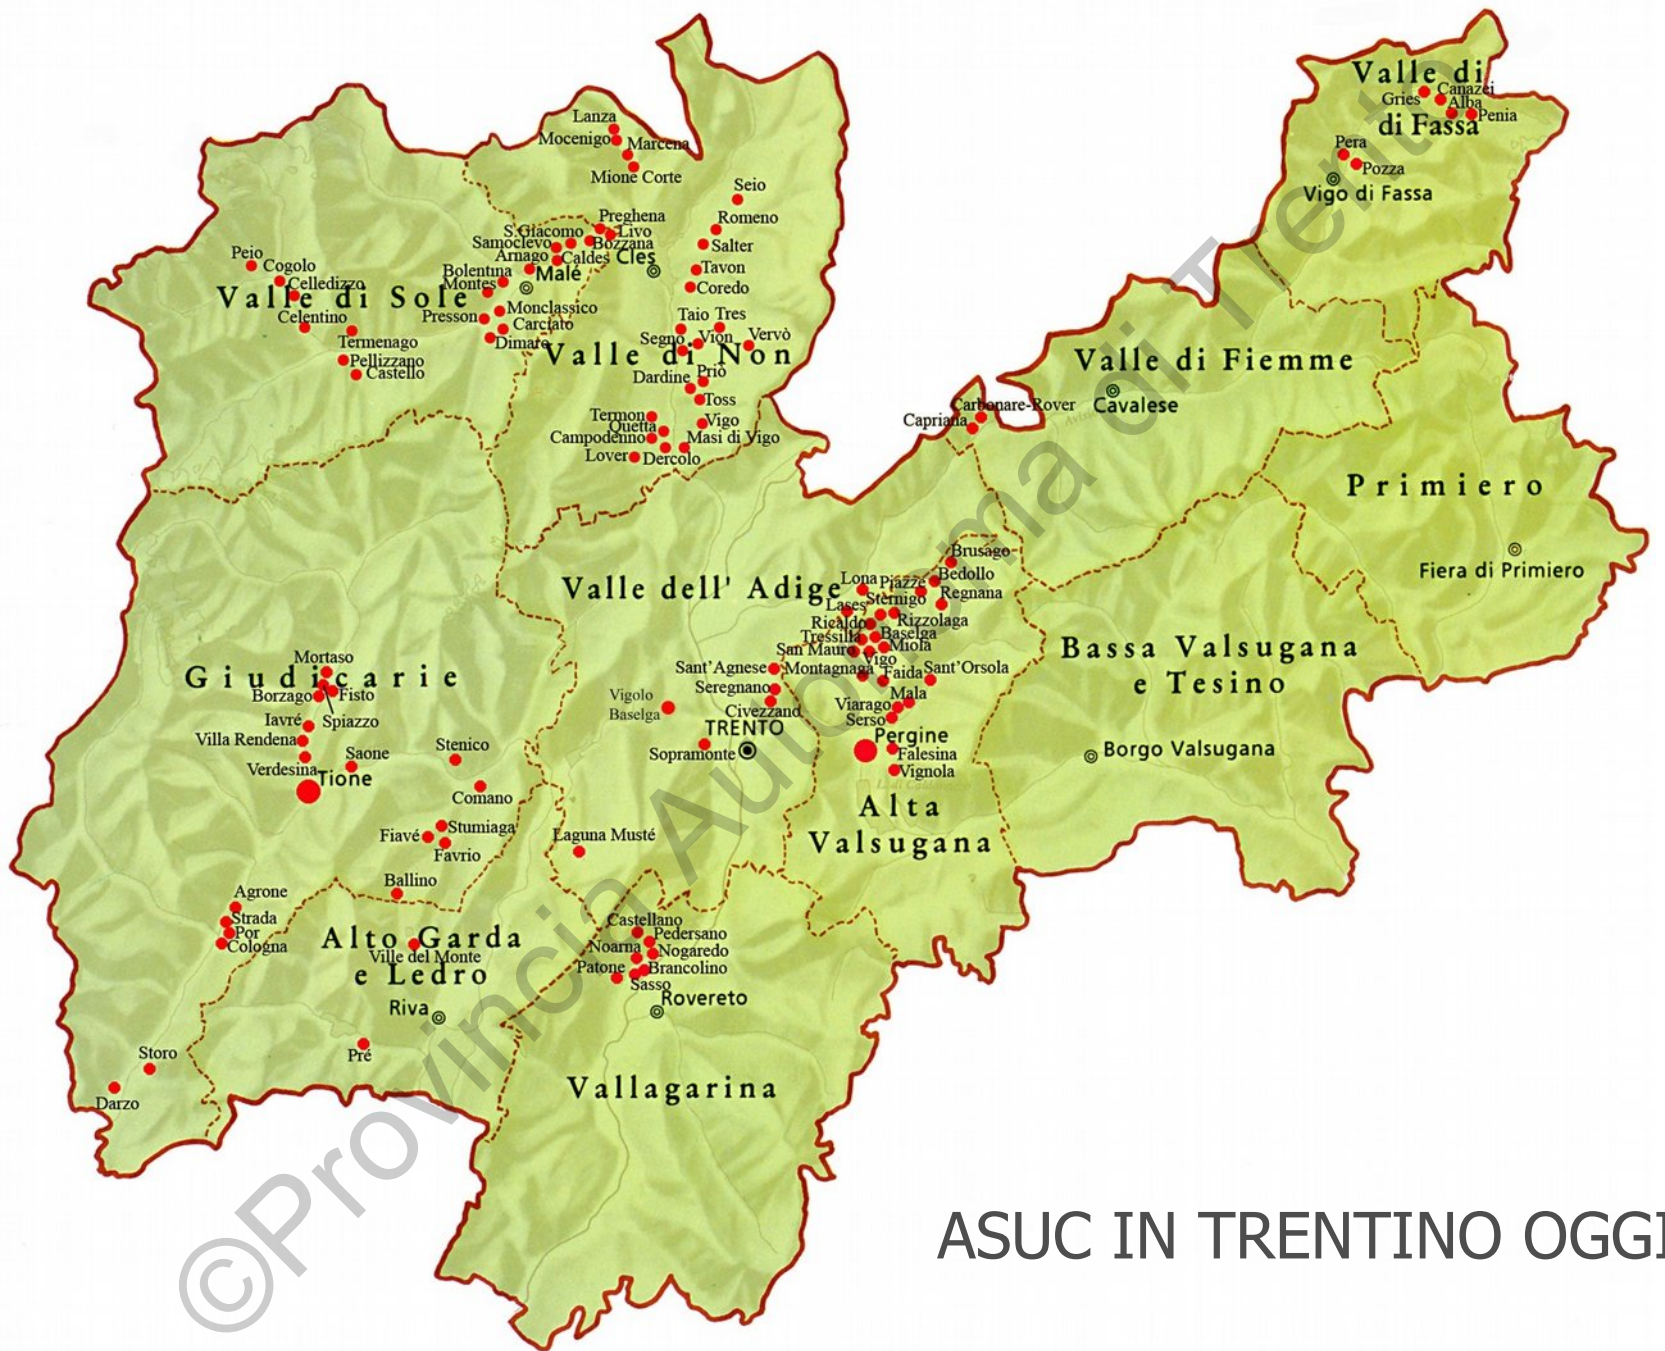 Valle di
di Fassa
Canazei
Gries
Alba
Penia
Pera
Pozza
Vigo di Fassa
Lanza
Mocenigo
Marcena
Mione Corte
Seio
Romeno
Salter
Tavon
Coredo
Preghena
Livo
S.Giacomo
Samoclevo
Bozzana
Arnago
Caldes
Cles
Malé
Bolentina
Montes
Monclassico
Presson
Carciato
Dimaro
Peio
Cogolo
Celledizzo
Valle di Sole
Celentino
Termenago
Pellizzano
Castello
Taio
Tres
Segno
Vion
Vervò
Valle di Non
Priò
Dardine
Toss
Termon
Quetta
Vigo
Campodenno
Masi di Vigo
Lover
Dercolo
Valle di Fiemme
Cavalese
Carbonare-Rover
Capriana
Primiero
Fiera di Primiero
Valle dell' Adige
Brusago
Bedollo
Lona
Piazze
Regnana
Sternigo
Lases
Rizzolaga
Ricaldo
Baselga
Tressilla
Miola
San Mauro
Vigo
Sant'Agnese
Montagnaga
Faida
Sant'Orsola
Seregnano
Mala
Civezzano
Viarago
Serso
Vigolo
Baselga
TRENTO
Sopramonte
Pergine
Falesina
Vignola
Alta
Valsugana
Bassa Valsugana
e Tesino
Borgo Valsugana
Giudicarie
Mortaso
Borzago
Fisto
Spiazzo
Iavré
Villa Rendena
Verdesina
Saone
Tione
Stenico
Comano
Stumiaga
Fiavé
Favrio
Ballino
Laguna Musté
Agrone
Strada
Por
Cologna
Alto Garda
e Ledro
Ville del Monte
Riva
Pré
Storo
Darzo
Castellano
Pedersano
Noarna
Nogaredo
Patone
Brancolino
Sasso
Rovereto
Vallagarina
ASUC IN TRENTINO OGGI
©Provincia Autonoma di Trento